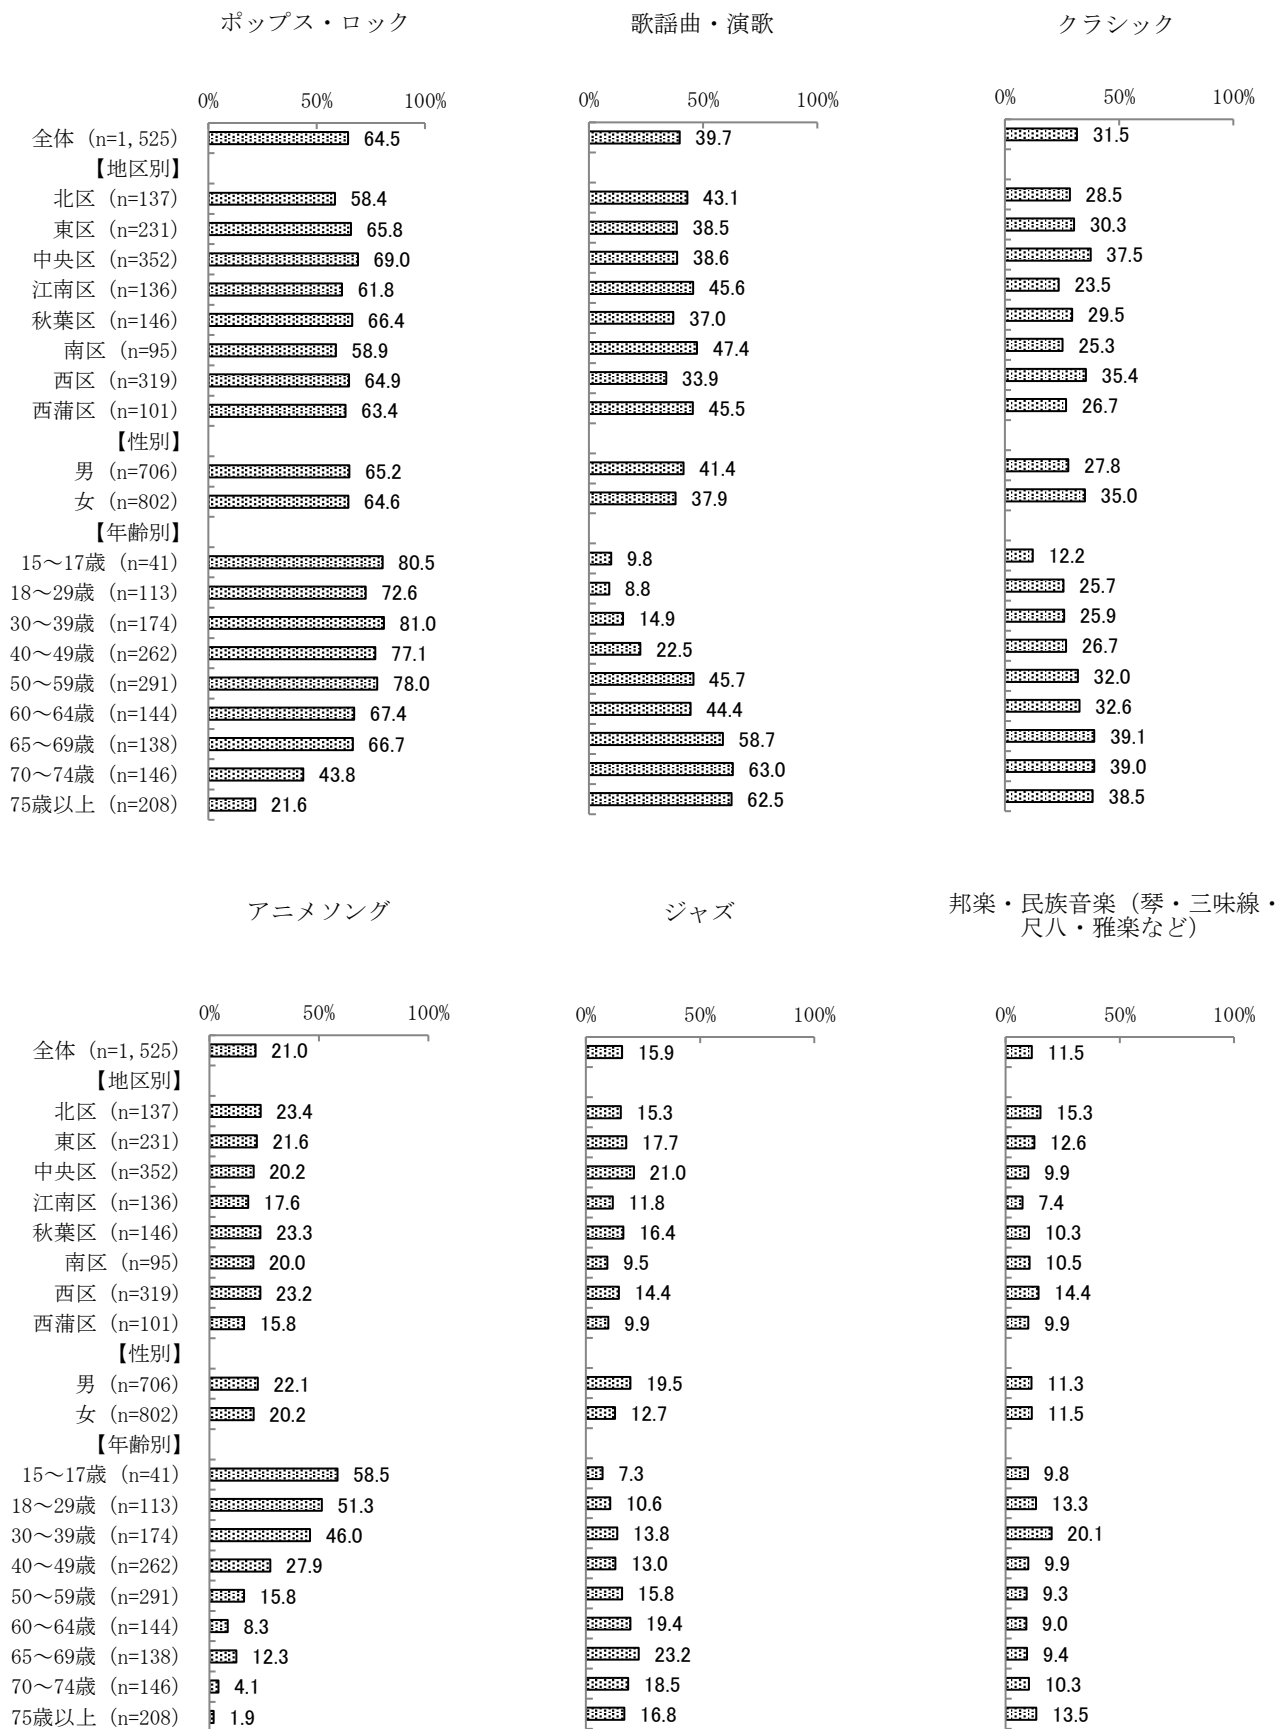 ポップス・ロック 歌謡曲・演歌 クラシック
0% 50% 100% 0% 50% 100% 0% 50% 100%
全体 (n=1,525) 64.5 39.7 31.5
【地区別】
北区 (n=137) 58.4 43.1 28.5
東区 (n=231) 65.8 38.5 30.3
中央区 (n=352) 69.0 38.6 37.5
江南区 (n=136) 61.8 45.6 23.5
秋葉区 (n=146) 66.4 37.0 29.5
南区 (n=95) 58.9 47.4 25.3
西区 (n=319) 64.9 33.9 35.4
西蒲区 (n=101) 63.4 45.5 26.7
【性別】
男 (n=706) 65.2 41.4 27.8
女 (n=802) 64.6 37.9 35.0
【年齢別】
15～17歳 (n=41) 80.5 9.8 12.2
18～29歳 (n=113) 72.6 8.8 25.7
30～39歳 (n=174) 81.0 14.9 25.9
40～49歳 (n=262) 77.1 22.5 26.7
50～59歳 (n=291) 78.0 45.7 32.0
60～64歳 (n=144) 67.4 44.4 32.6
65～69歳 (n=138) 66.7 58.7 39.1
70～74歳 (n=146) 43.8 63.0 39.0
75歳以上 (n=208) 21.6 62.5 38.5
アニメソング ジャズ 邦楽・民族音楽（琴・三味線・
尺八・雅楽など）
0% 50% 100% 0% 50% 100% 0% 50% 100%
全体 (n=1,525) 21.0 15.9 11.5
【地区別】
北区 (n=137) 23.4 15.3 15.3
東区 (n=231) 21.6 17.7 12.6
中央区 (n=352) 20.2 21.0 9.9
江南区 (n=136) 17.6 11.8 7.4
秋葉区 (n=146) 23.3 16.4 10.3
南区 (n=95) 20.0 9.5 10.5
西区 (n=319) 23.2 14.4 14.4
西蒲区 (n=101) 15.8 9.9 9.9
【性別】
男 (n=706) 22.1 19.5 11.3
女 (n=802) 20.2 12.7 11.5
【年齢別】
15～17歳 (n=41) 58.5 7.3 9.8
18～29歳 (n=113) 51.3 10.6 13.3
30～39歳 (n=174) 46.0 13.8 20.1
40～49歳 (n=262) 27.9 13.0 9.9
50～59歳 (n=291) 15.8 15.8 9.3
60～64歳 (n=144) 8.3 19.4 9.0
65～69歳 (n=138) 12.3 23.2 9.4
70～74歳 (n=146) 4.1 18.5 10.3
75歳以上 (n=208) 1.9 16.8 13.5